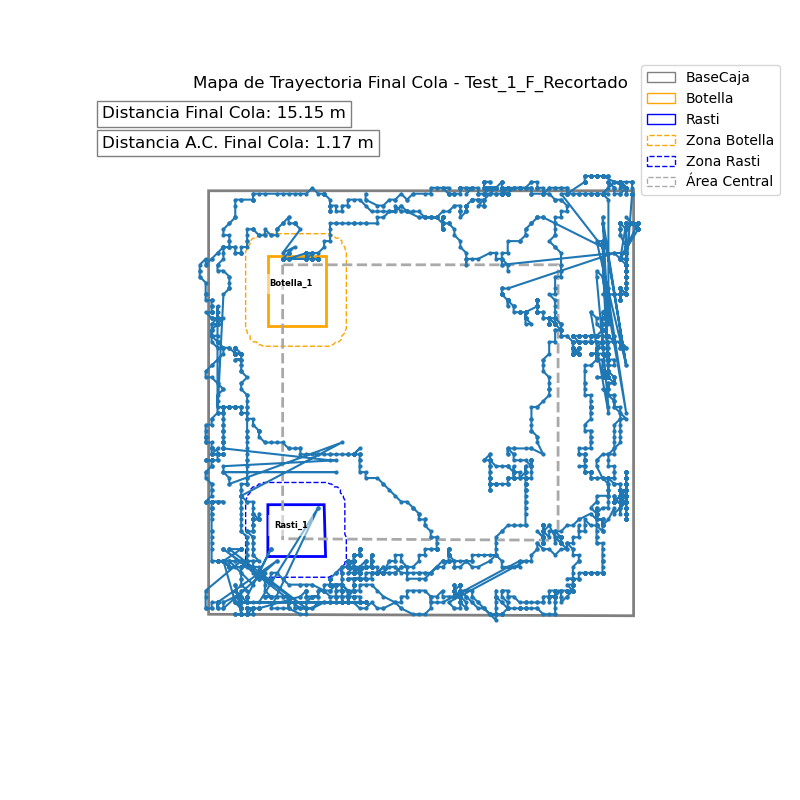 Mapa de Trayectoria Final Cola - Test_1_F_Recortado
Distancia Final Cola: 15.15 m
Distancia A.C. Final Cola: 1.17 m
BaseCaja
Botella
Rasti
Zona Botella
Zona Rasti
Área Central
Botella_1
Rasti_1